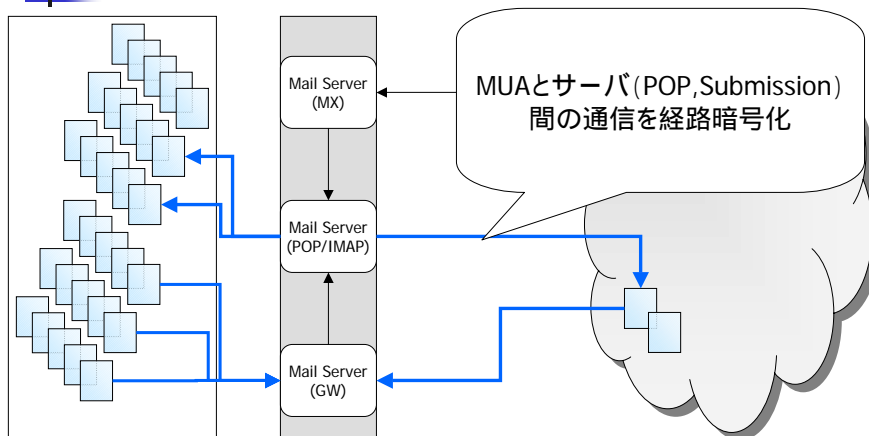 Mail Server
(MX)
MUAとサーバ(POP,Submission)
間の通信を経路暗号化
Mail Server
(POP/IMAP)
Mail Server
(GW)